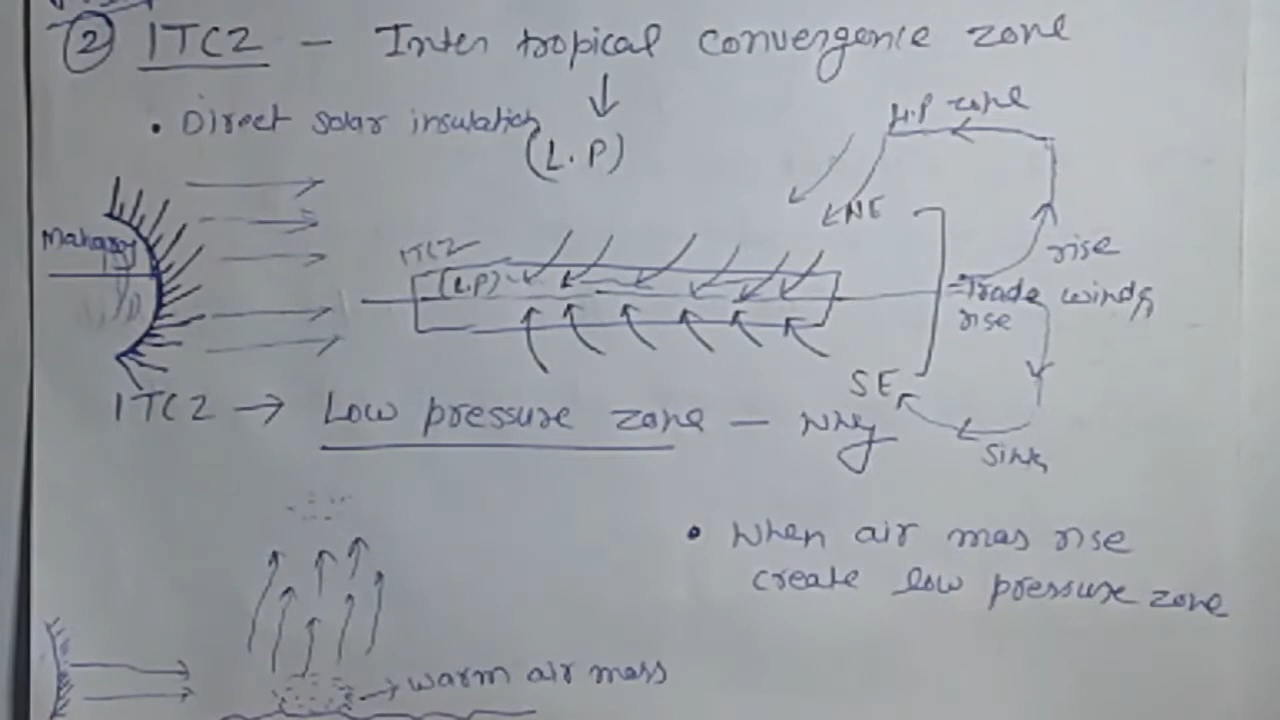 ② ITCZ - Inter tropical convergence zone
• Direct solar insulation
(L.P)
H.P zone
NE
ITCZ
(L.P)
rise
Trade winds
rise
SE
Sink
ITCZ → Low pressure zone - why
• When air mas rise
create low pressure zone
→ warm air mass